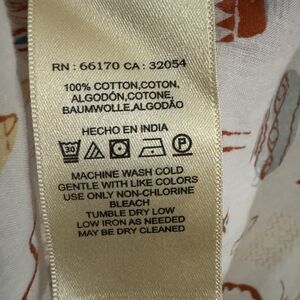 RN : 66170 CA : 32054
100% COTTON,COTON,
ALGODÓN,COTONE,
BAUMWOLLE,ALGODÃO
HECHO EN INDIA
30 P
MACHINE WASH COLD
GENTLE WITH LIKE COLORS
USE ONLY NON-CHLORINE
BLEACH
TUMBLE DRY LOW
LOW IRON AS NEEDED
MAY BE DRY CLEANED